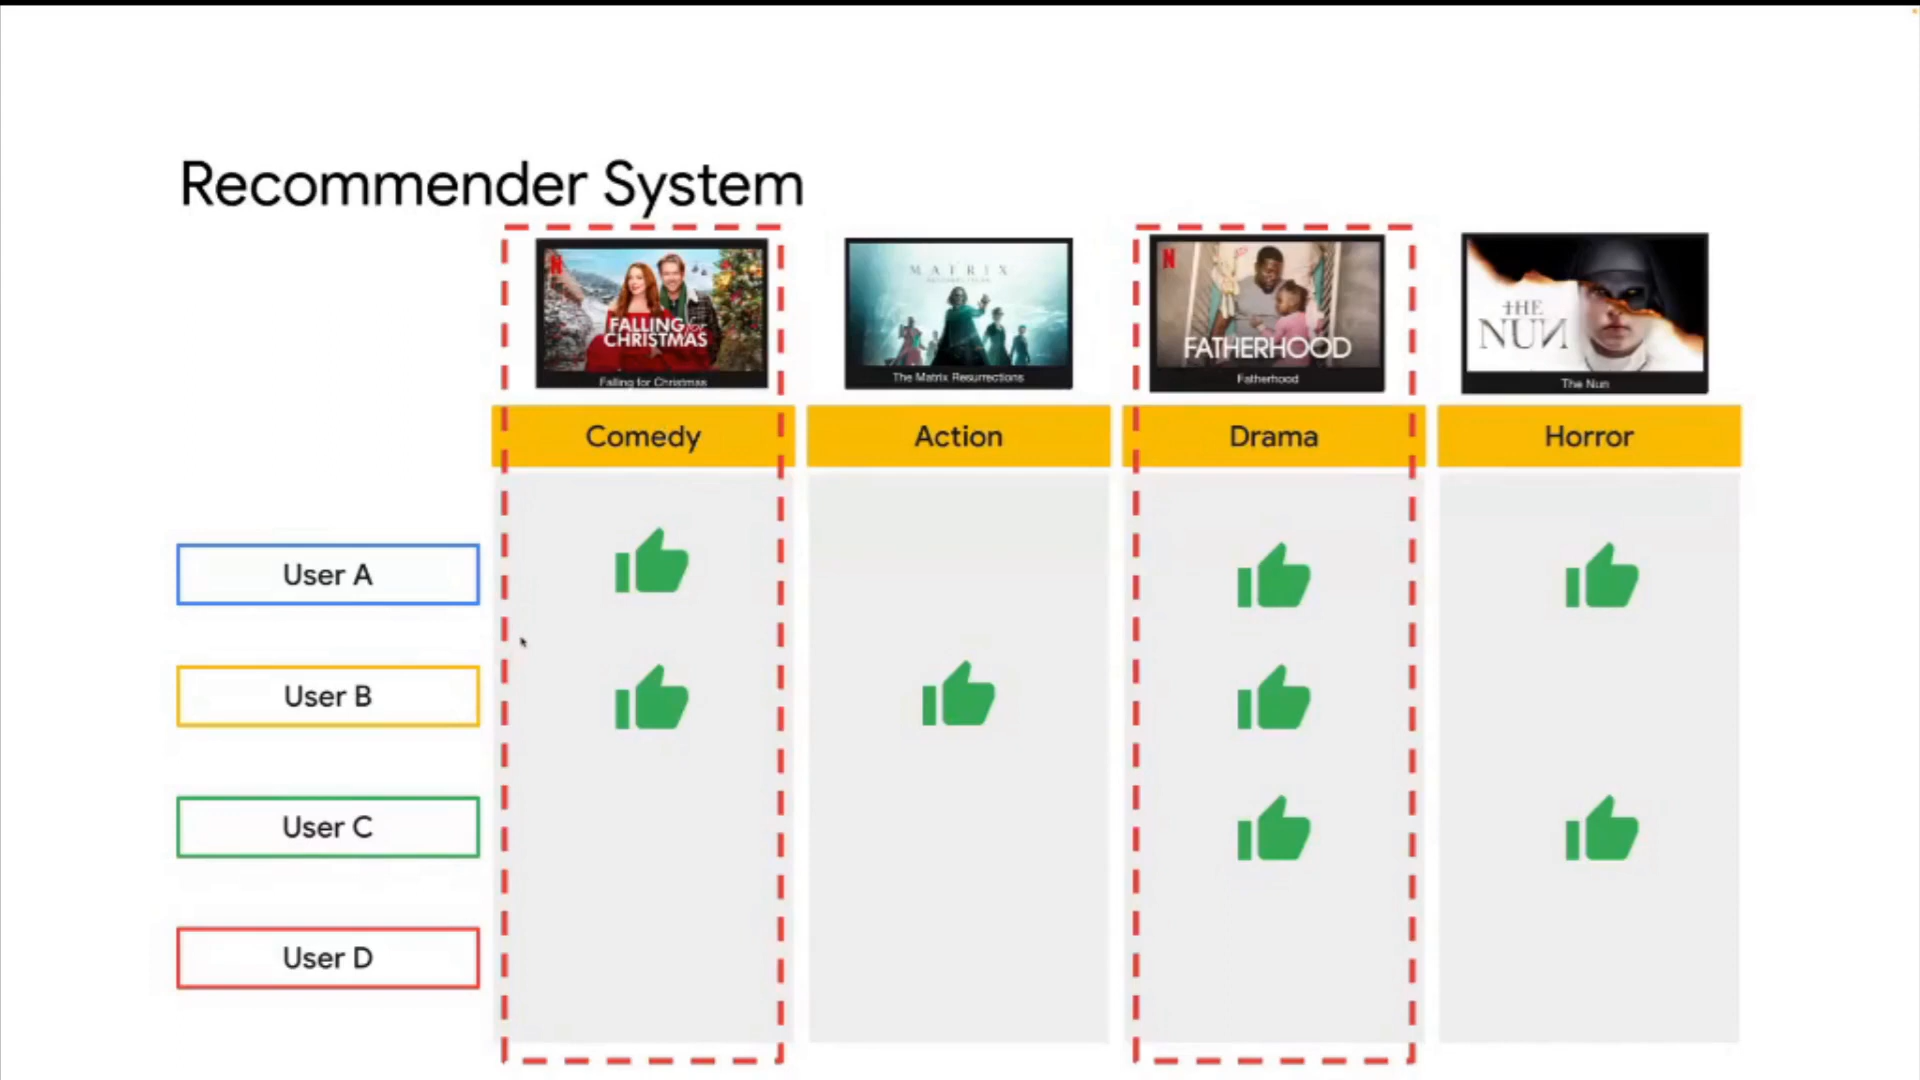 Recommender System
N
FALLING for
CHRISTMAS
Falling for Christmas
MATRIX
The Matrix Resurrections
N
FATHERHOOD
Fatherhood
THE
NUN
The Nun
Comedy
Action
Drama
Horror
User A
User B
User C
User D